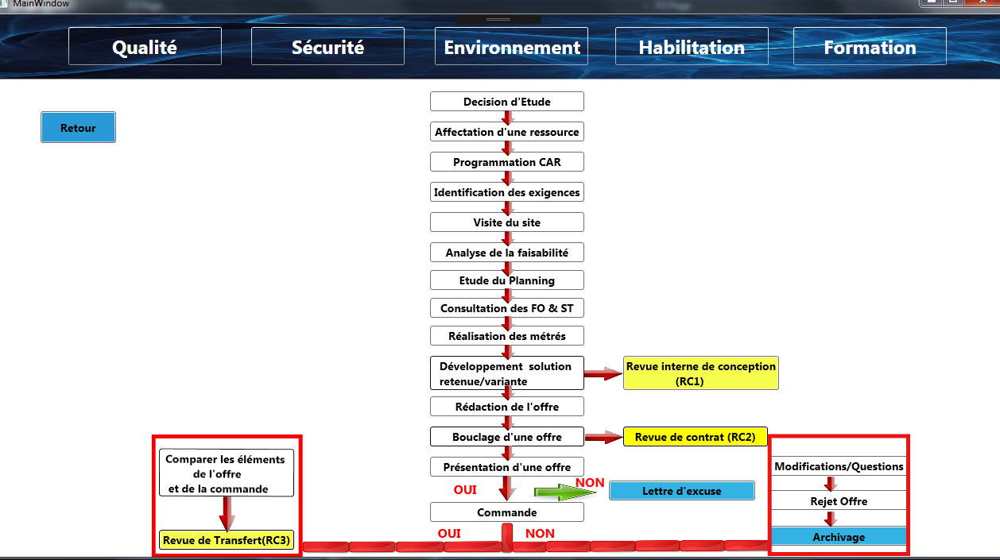 MainWindow
Qualité
Sécurité
Environnement
Habilitation
Formation
Retour
Decision d'Etude
Affectation d'une ressource
Programmation CAR
Identification des exigences
Visite du site
Analyse de la faisabilité
Etude du Planning
Consultation des FO & ST
Réalisation des métrés
Développement solution
retenue/variante
Revue interne de conception
(RC1)
Rédaction de l'offre
Bouclage d'une offre
Revue de contrat (RC2)
Présentation d'une offre
OUI
NON
Lettre d'excuse
Commande
OUI
NON
Comparer les éléments
de l'offre
et de la commande
Revue de Transfert(RC3)
Modifications/Questions
Rejet Offre
Archivage